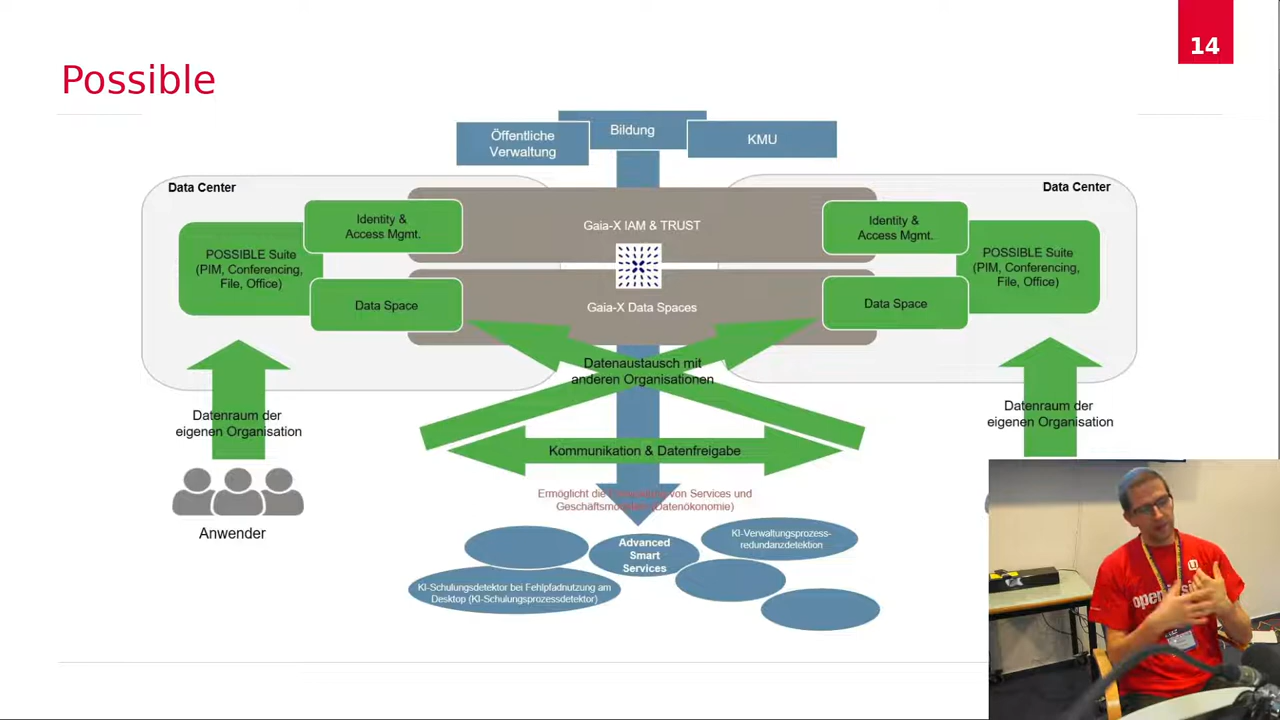 14
Possible
Öffentliche
Verwaltung
Bildung
KMU
Data Center
Data Center
Identity &
Access Mgmt.
POSSIBLE Suite
(PIM, Conferencing,
File, Office)
Data Space
Gaia-X IAM & TRUST
Gaia-X Data Spaces
Identity &
Access Mgmt.
POSSIBLE Suite
(PIM, Conferencing,
File, Office)
Data Space
Datenaustausch mit
anderen Organisationen
Datenraum der
eigenen Organisation
Datenraum der
eigenen Organisation
Kommunikation & Datenfreigabe
Anwender
Ermöglicht die von Services und
(Datenökonomie)
Advanced
Smart
Services
KI-Verwaltungsprozess-
redundanzdetektion
KI-Schulungsdetektor bei Fehlpfadnutzung am
Desktop (KI-Schulungsprozessdetektor)